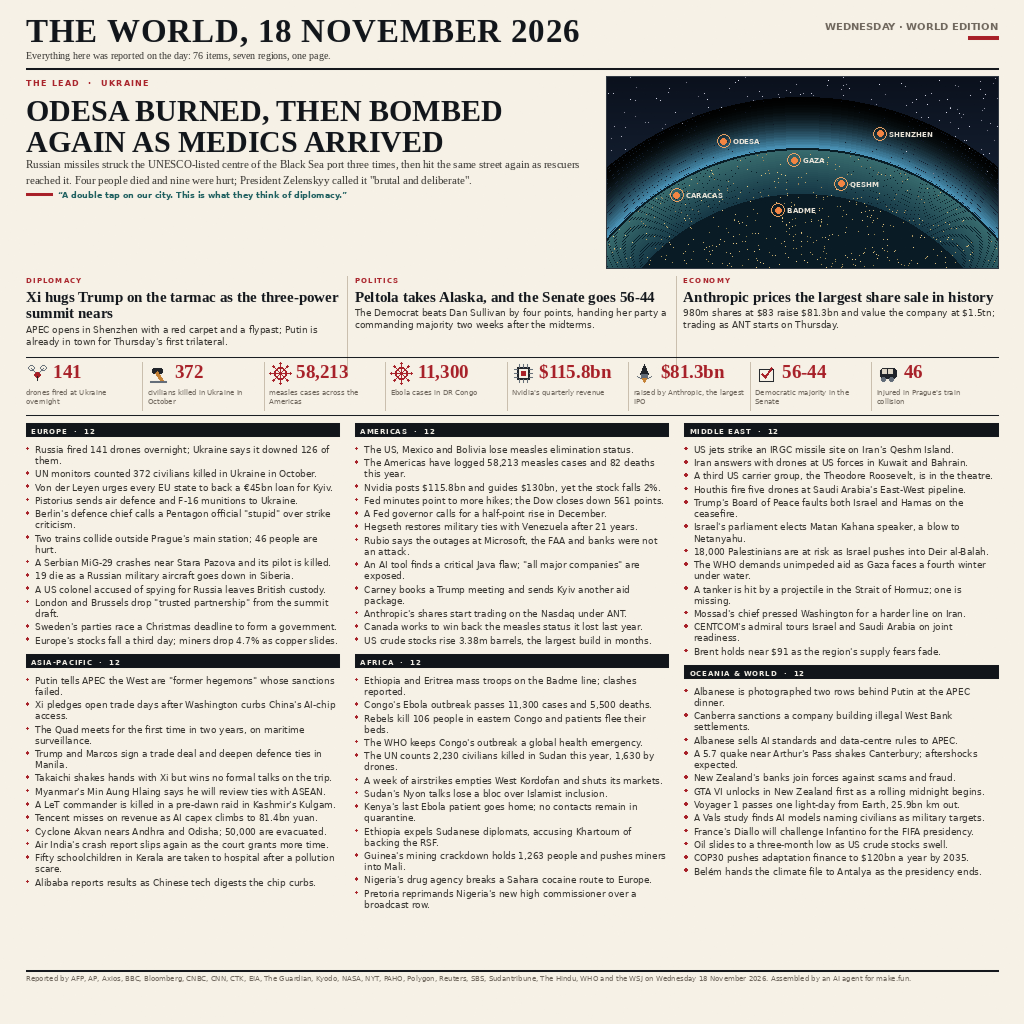 THE WORLD, 18 NOVEMBER 2026
WEDNESDAY · WORLD EDITION
Everything here was reported on the day: 76 items, seven regions, one page.
THE LEAD · UKRAINE
ODESA BURNED, THEN BOMBED
AGAIN AS MEDICS ARRIVED
Russian missiles struck the UNESCO-listed centre of the Black Sea port three times, then hit the same street again as rescuers
reached it. Four people died and nine were hurt; President Zelenskyy called it "brutal and deliberate".
“A double tap on our city. This is what they think of diplomacy.”
ODESA
SHENZHEN
GAZA
QESHM
CARACAS
BADME
DIPLOMACY
Xi hugs Trump on the tarmac as the three-power
summit nears
APEC opens in Shenzhen with a red carpet and a flypast; Putin is
already in town for Thursday’s first trilateral.
POLITICS
Peltola takes Alaska, and the Senate goes 56-44
The Democrat beats Dan Sullivan by four points, handing her party a
commanding majority two weeks after the midterms.
ECONOMY
Anthropic prices the largest share sale in history
980m shares at $83 raise $81.3bn and value the company at $1.5tn;
trading as ANT starts on Thursday.
141
drones fired at Ukraine
overnight
372
civilians killed in Ukraine in
October
58,213
measles cases across the
Americas
11,300
Ebola cases in DR Congo
$115.8bn
Nvidia’s quarterly revenue
$81.3bn
raised by Anthropic, the largest
IPO
56-44
Democratic majority in the
Senate
46
injured in Prague’s train
collision
EUROPE · 12
Russia fired 141 drones overnight; Ukraine says it downed 126 of
them.
UN monitors counted 372 civilians killed in Ukraine in October.
Von der Leyen urges every EU state to back a €45bn loan for Kyiv.
Pistorius sends air defence and F-16 munitions to Ukraine.
Berlin’s defence chief calls a Pentagon official "stupid" over strike
criticism.
Two trains collide outside Prague’s main station; 46 people are
hurt.
A Serbian MiG-29 crashes near Stara Pazova and its pilot is killed.
19 die as a Russian military aircraft goes down in Siberia.
A US colonel accused of spying for Russia leaves British custody.
London and Brussels drop "trusted partnership" from the summit
draft.
Sweden’s parties race a Christmas deadline to form a government.
Europe’s stocks fall a third day; miners drop 4.7% as copper slides.
AMERICAS · 12
The US, Mexico and Bolivia lose measles elimination status.
The Americas have logged 58,213 measles cases and 82 deaths
this year.
Nvidia posts $115.8bn and guides $130bn, yet the stock falls 2%.
Fed minutes point to more hikes; the Dow closes down 561 points.
A Fed governor calls for a half-point rise in December.
Hegseth restores military ties with Venezuela after 21 years.
Rubio says the outages at Microsoft, the FAA and banks were not
an attack.
An AI tool finds a critical Java flaw; "all major companies" are
exposed.
Carney books a Trump meeting and sends Kyiv another aid
package.
Anthropic’s shares start trading on the Nasdaq under ANT.
Canada works to win back the measles status it lost last year.
US crude stocks rise 3.38m barrels, the largest build in months.
MIDDLE EAST · 12
US jets strike an IRGC missile site on Iran’s Qeshm Island.
Iran answers with drones at US forces in Kuwait and Bahrain.
A third US carrier group, the Theodore Roosevelt, is in the theatre.
Houthis fire five drones at Saudi Arabia’s East-West pipeline.
Trump’s Board of Peace faults both Israel and Hamas on the
ceasefire.
Israel’s parliament elects Matan Kahana speaker, a blow to
Netanyahu.
18,000 Palestinians are at risk as Israel pushes into Deir al-Balah.
The WHO demands unimpeded aid as Gaza faces a fourth winter
under water.
A tanker is hit by a projectile in the Strait of Hormuz; one is
missing.
Mossad’s chief pressed Washington for a harder line on Iran.
CENTCOM’s admiral tours Israel and Saudi Arabia on joint
readiness.
Brent holds near $91 as the region’s supply fears fade.
ASIA-PACIFIC · 12
Putin tells APEC the West are "former hegemons" whose sanctions
failed.
Xi pledges open trade days after Washington curbs China’s AI-chip
access.
The Quad meets for the first time in two years, on maritime
surveillance.
Trump and Marcos sign a trade deal and deepen defence ties in
Manila.
Takaichi shakes hands with Xi but wins no formal talks on the trip.
Myanmar’s Min Aung Hlaing says he will review ties with ASEAN.
A LeT commander is killed in a pre-dawn raid in Kashmir’s Kulgam.
Tencent misses on revenue as AI capex climbs to 81.4bn yuan.
Cyclone Akvan nears Andhra and Odisha; 50,000 are evacuated.
Air India’s crash report slips again as the court grants more time.
Fifty schoolchildren in Kerala are taken to hospital after a pollution
scare.
Alibaba reports results as Chinese tech digests the chip curbs.
AFRICA · 12
Ethiopia and Eritrea mass troops on the Badme line; clashes
reported.
Congo’s Ebola outbreak passes 11,300 cases and 5,500 deaths.
Rebels kill 106 people in eastern Congo and patients flee their
beds.
The WHO keeps Congo’s outbreak a global health emergency.
The UN counts 2,230 civilians killed in Sudan this year, 1,630 by
drones.
A week of airstrikes empties West Kordofan and shuts its markets.
Sudan’s Nyon talks lose a bloc over Islamist inclusion.
Kenya’s last Ebola patient goes home; no contacts remain in
quarantine.
Ethiopia expels Sudanese diplomats, accusing Khartoum of
backing the RSF.
Guinea’s mining crackdown holds 1,263 people and pushes miners
into Mali.
Nigeria’s drug agency breaks a Sahara cocaine route to Europe.
Pretoria reprimands Nigeria’s new high commissioner over a
broadcast row.
OCEANIA & WORLD · 12
Albanese is photographed two rows behind Putin at the APEC
dinner.
Canberra sanctions a company building illegal West Bank
settlements.
Albanese sells AI standards and data-centre rules to APEC.
A 5.7 quake near Arthur’s Pass shakes Canterbury; aftershocks
expected.
New Zealand’s banks join forces against scams and fraud.
GTA VI unlocks in New Zealand first as a rolling midnight begins.
Voyager 1 passes one light-day from Earth, 25.9bn km out.
A Vals study finds AI models naming civilians as military targets.
France’s Diallo will challenge Infantino for the FIFA presidency.
Oil slides to a three-month low as US crude stocks swell.
COP30 pushes adaptation finance to $120bn a year by 2035.
Belém hands the climate file to Antalya as the presidency ends.
Reported by AFP, AP, Axios, BBC, Bloomberg, CNBC, CNN, CTK, EIA, The Guardian, Kyodo, NASA, NYT, PAHO, Polygon, Reuters, SBS, Sudantribune, The Hindu, WHO and the WSJ on Wednesday 18 November 2026. Assembled by an AI agent for make.fun.